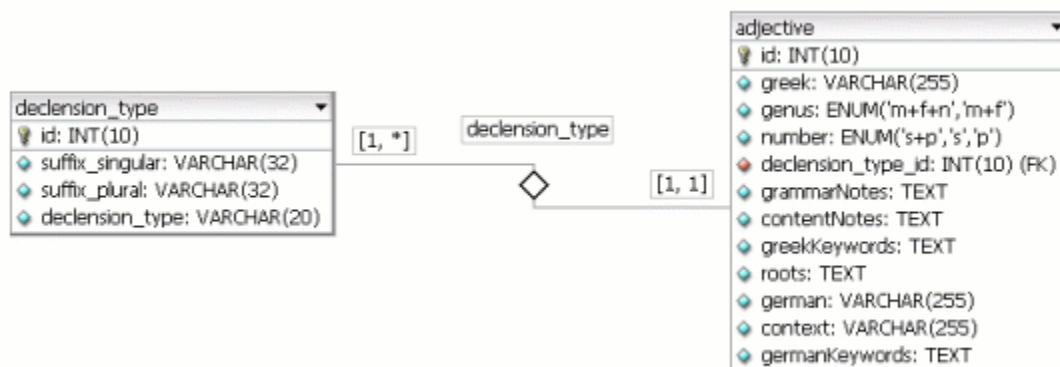 declension_type
id: INT(10)
suffix_singular: VARCHAR(32)
suffix_plural: VARCHAR(32)
declension_type: VARCHAR(20)
[1, *]
declension_type
[1, 1]
adjective
id: INT(10)
greek: VARCHAR(255)
genus: ENUM('m+f+n','m+f')
number: ENUM('s+p','s','p')
declension_type_id: INT(10) (FK)
grammarNotes: TEXT
contentNotes: TEXT
greekKeywords: TEXT
roots: TEXT
german: VARCHAR(255)
context: VARCHAR(255)
germanKeywords: TEXT